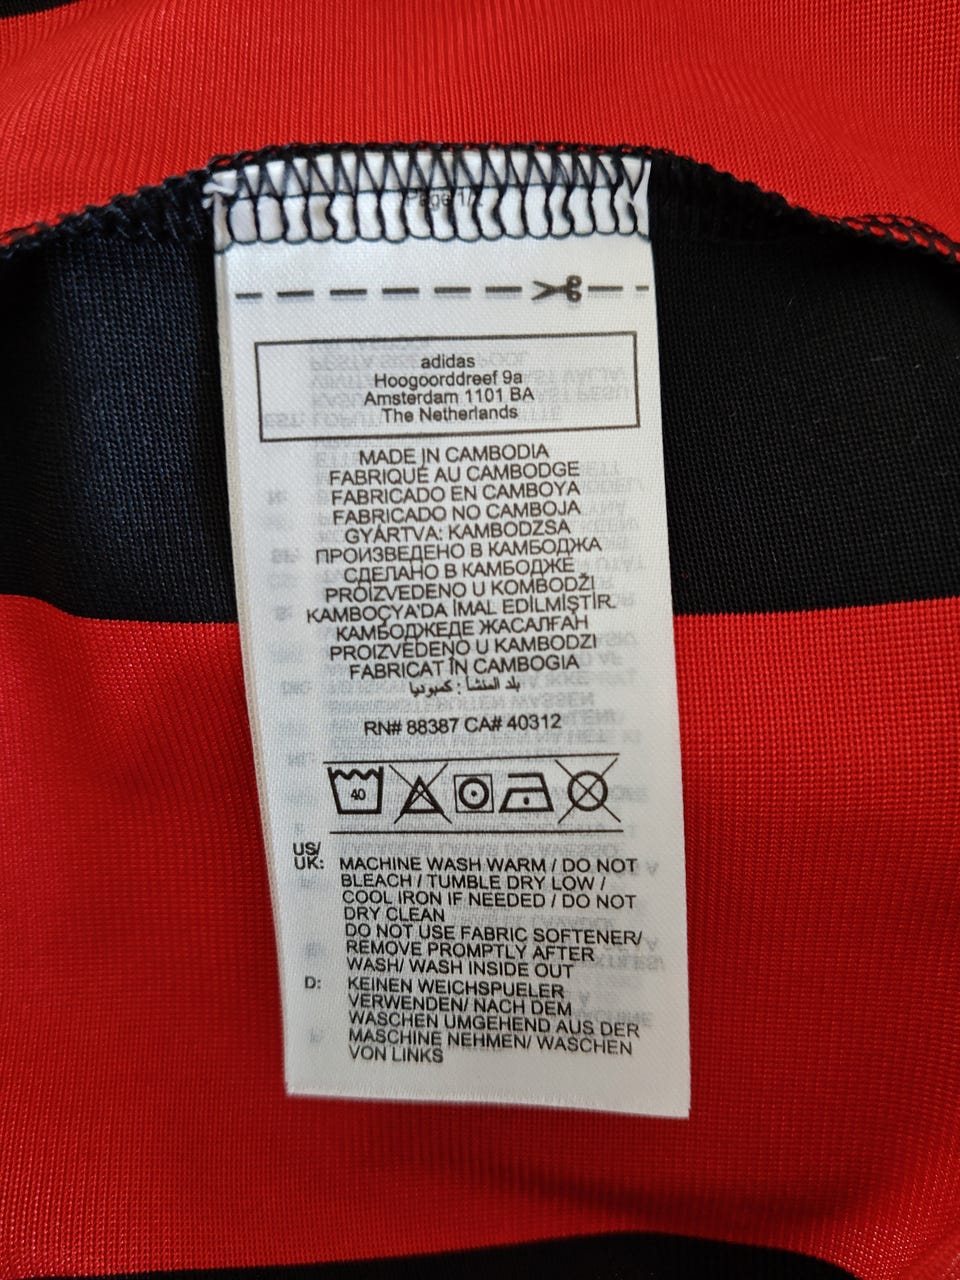 Page 1/
adidas
Hoogoorddreef 9a
Amsterdam 1101 BA
The Netherlands
MADE IN CAMBODIA
FABRIQUÉ AU CAMBODGE
FABRICADO EN CAMBOYA
FABRICADO NO CAMBOJA
GYÁRTVA: KAMBODZSA
ПРОИЗВЕДЕНО В КАМБОДЖА
СДЕЛАНО В КАМБОДЖЕ
PROIZVEDENO U KOMBODŽI
KAMBOÇYA'DA İMAL EDİLMİŞTİR.
КАМБОДЖЕДЕ ЖАСАЛҒАН
PROIZVEDENO U KAMBODZI
FABRICAT ÎN CAMBOGIA
بلد المنشأ : كمبوديا
RN# 88387 CA# 40312
40
US/
UK: MACHINE WASH WARM / DO NOT
BLEACH / TUMBLE DRY LOW /
COOL IRON IF NEEDED / DO NOT
DRY CLEAN
DO NOT USE FABRIC SOFTENER/
REMOVE PROMPTLY AFTER
WASH/ WASH INSIDE OUT
D: KEINEN WEICHSPUELER
VERWENDEN/ NACH DEM
WASCHEN UMGEHEND AUS DER
MASCHINE NEHMEN/ WASCHEN
VON LINKS